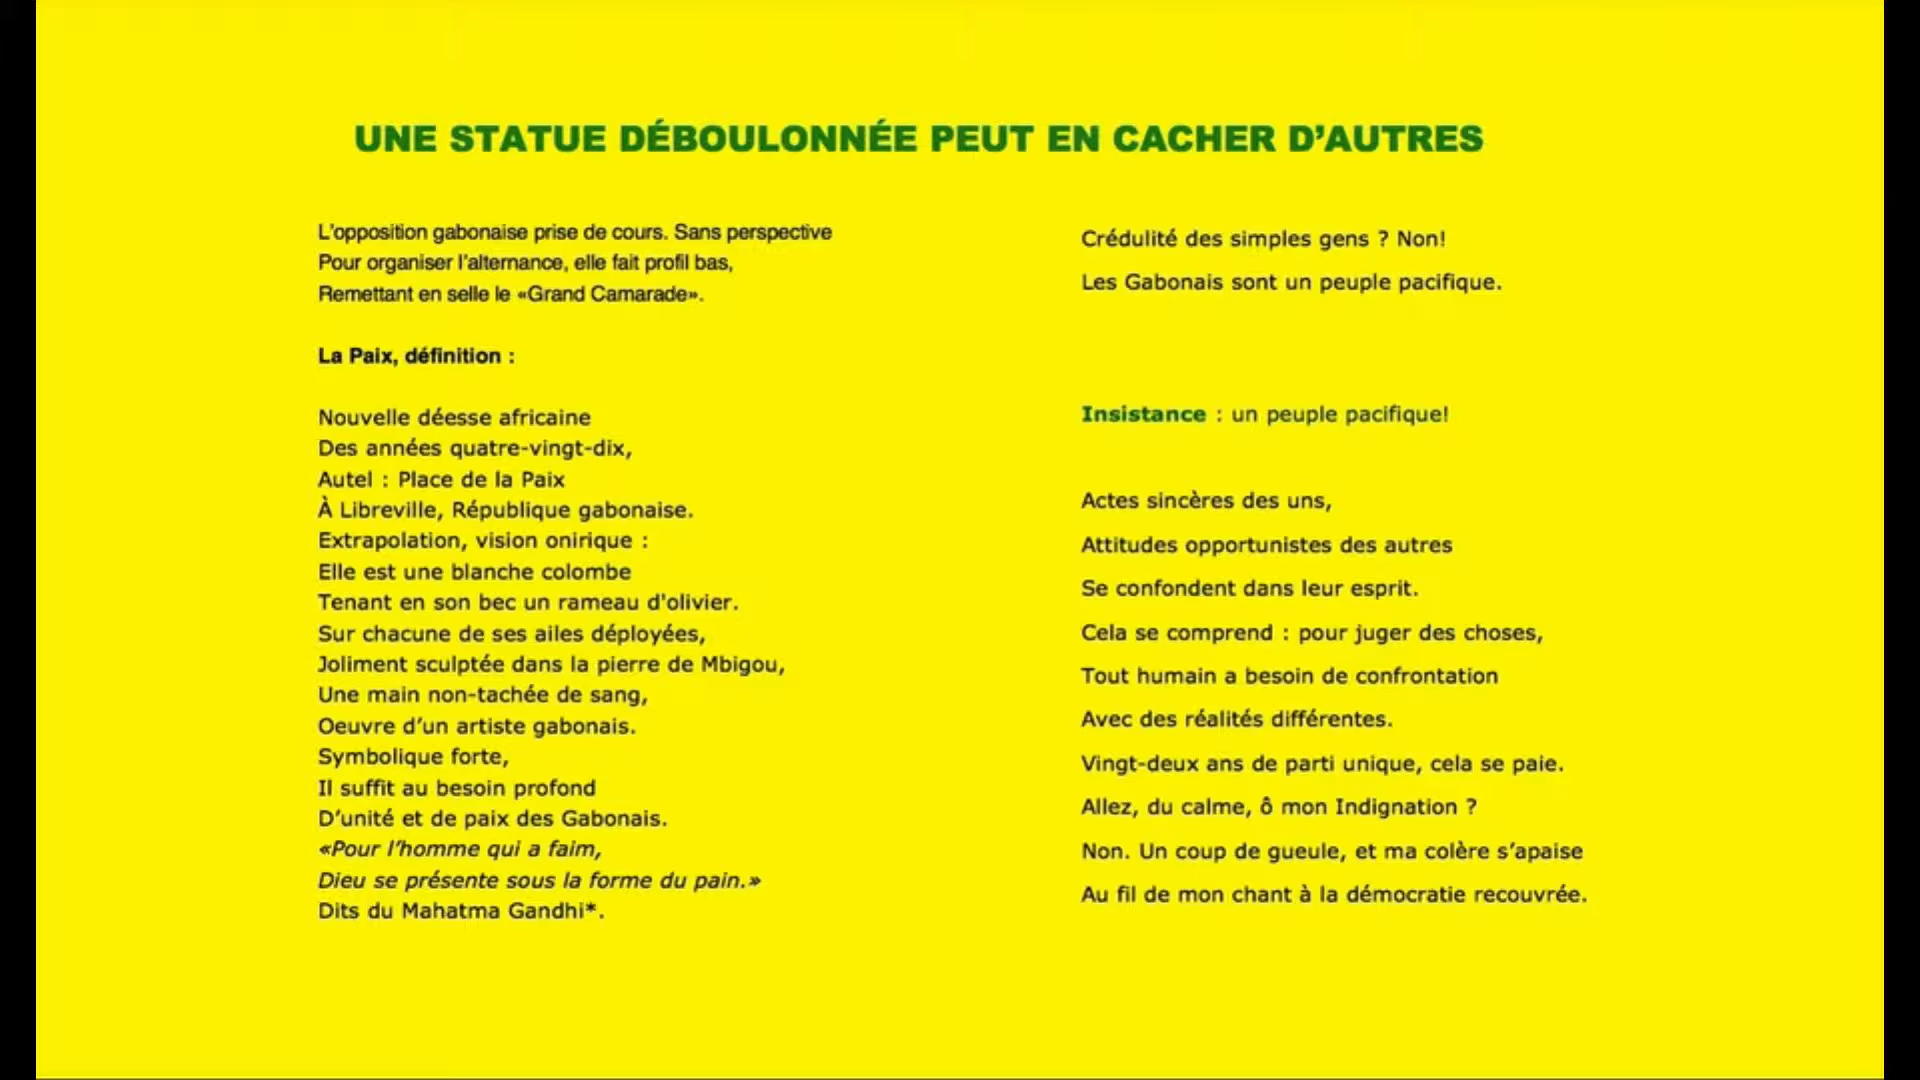 UNE STATUE DÉBOULONNÉE PEUT EN CACHER D’AUTRES
L’opposition gabonaise prise de cours. Sans perspective
Pour organiser l’alternance, elle fait profil bas,
Remettant en selle le «Grand Camarade».
La Paix, définition :
Nouvelle déesse africaine
Des années quatre-vingt-dix,
Autel : Place de la Paix
À Libreville, République gabonaise.
Extrapolation, vision onirique :
Elle est une blanche colombe
Tenant en son bec un rameau d'olivier.
Sur chacune de ses ailes déployées,
Joliment sculptée dans la pierre de Mbigou,
Une main non-tachée de sang,
Oeuvre d’un artiste gabonais.
Symbolique forte,
Il suffit au besoin profond
D’unité et de paix des Gabonais.
«Pour l’homme qui a faim,
Dieu se présente sous la forme du pain.»
Dits du Mahatma Gandhi*.
Crédulité des simples gens ? Non!
Les Gabonais sont un peuple pacifique.
Insistance : un peuple pacifique!
Actes sincères des uns,
Attitudes opportunistes des autres
Se confondent dans leur esprit.
Cela se comprend : pour juger des choses,
Tout humain a besoin de confrontation
Avec des réalités différentes.
Vingt-deux ans de parti unique, cela se paie.
Allez, du calme, ô mon Indignation ?
Non. Un coup de gueule, et ma colère s’apaise
Au fil de mon chant à la démocratie recouvrée.